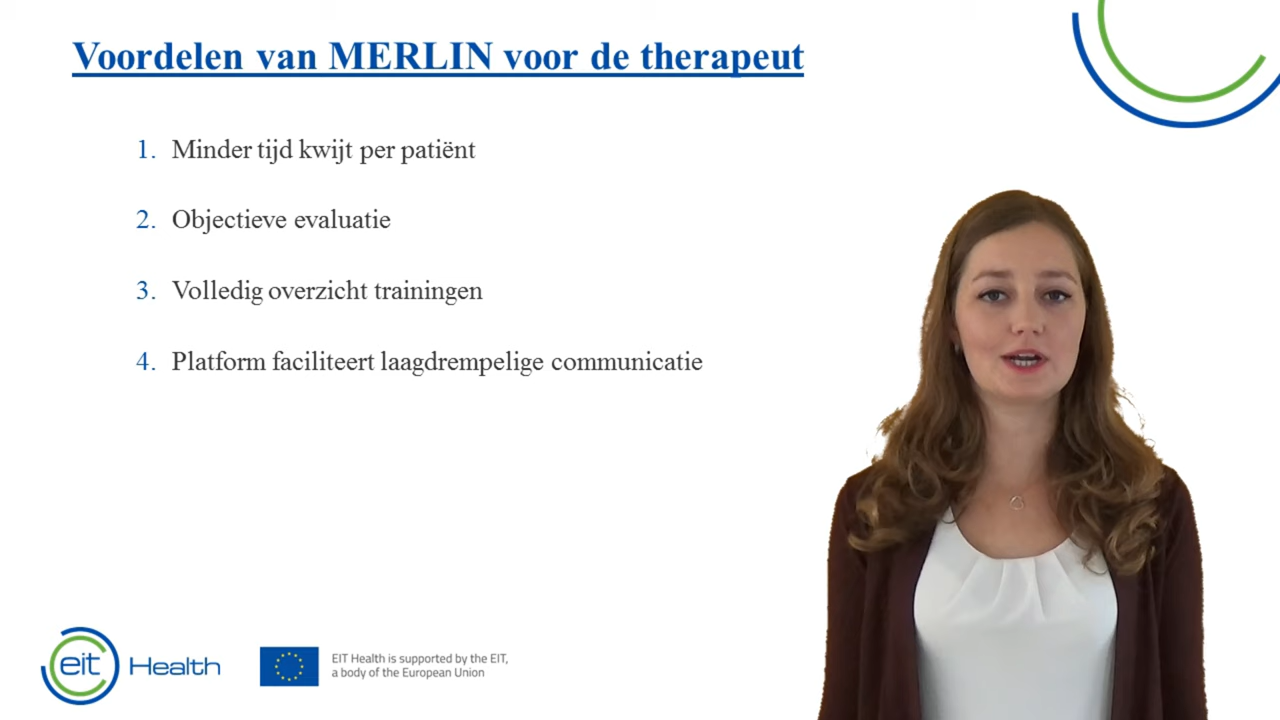 Voordelen van MERLIN voor de therapeut
1. Minder tijd kwijt per patiënt
2. Objectieve evaluatie
3. Volledig overzicht trainingen
4. Platform faciliteert laagdrempelige communicatie
eit Health
EIT Health is supported by the EIT,
a body of the European Union